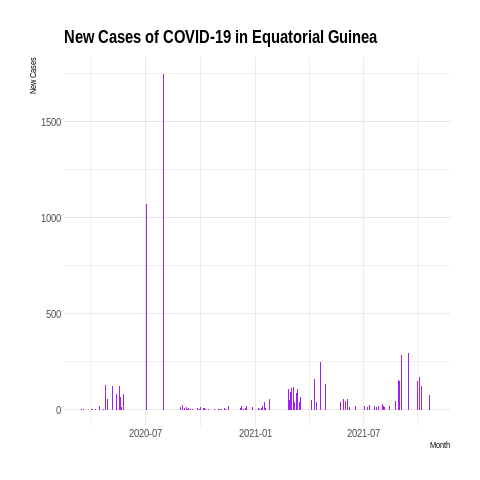 New Cases of COVID-19 in Equatorial Guinea
New Cases
1500
1000
500
0
2020-07
2021-01
2021-07
Month